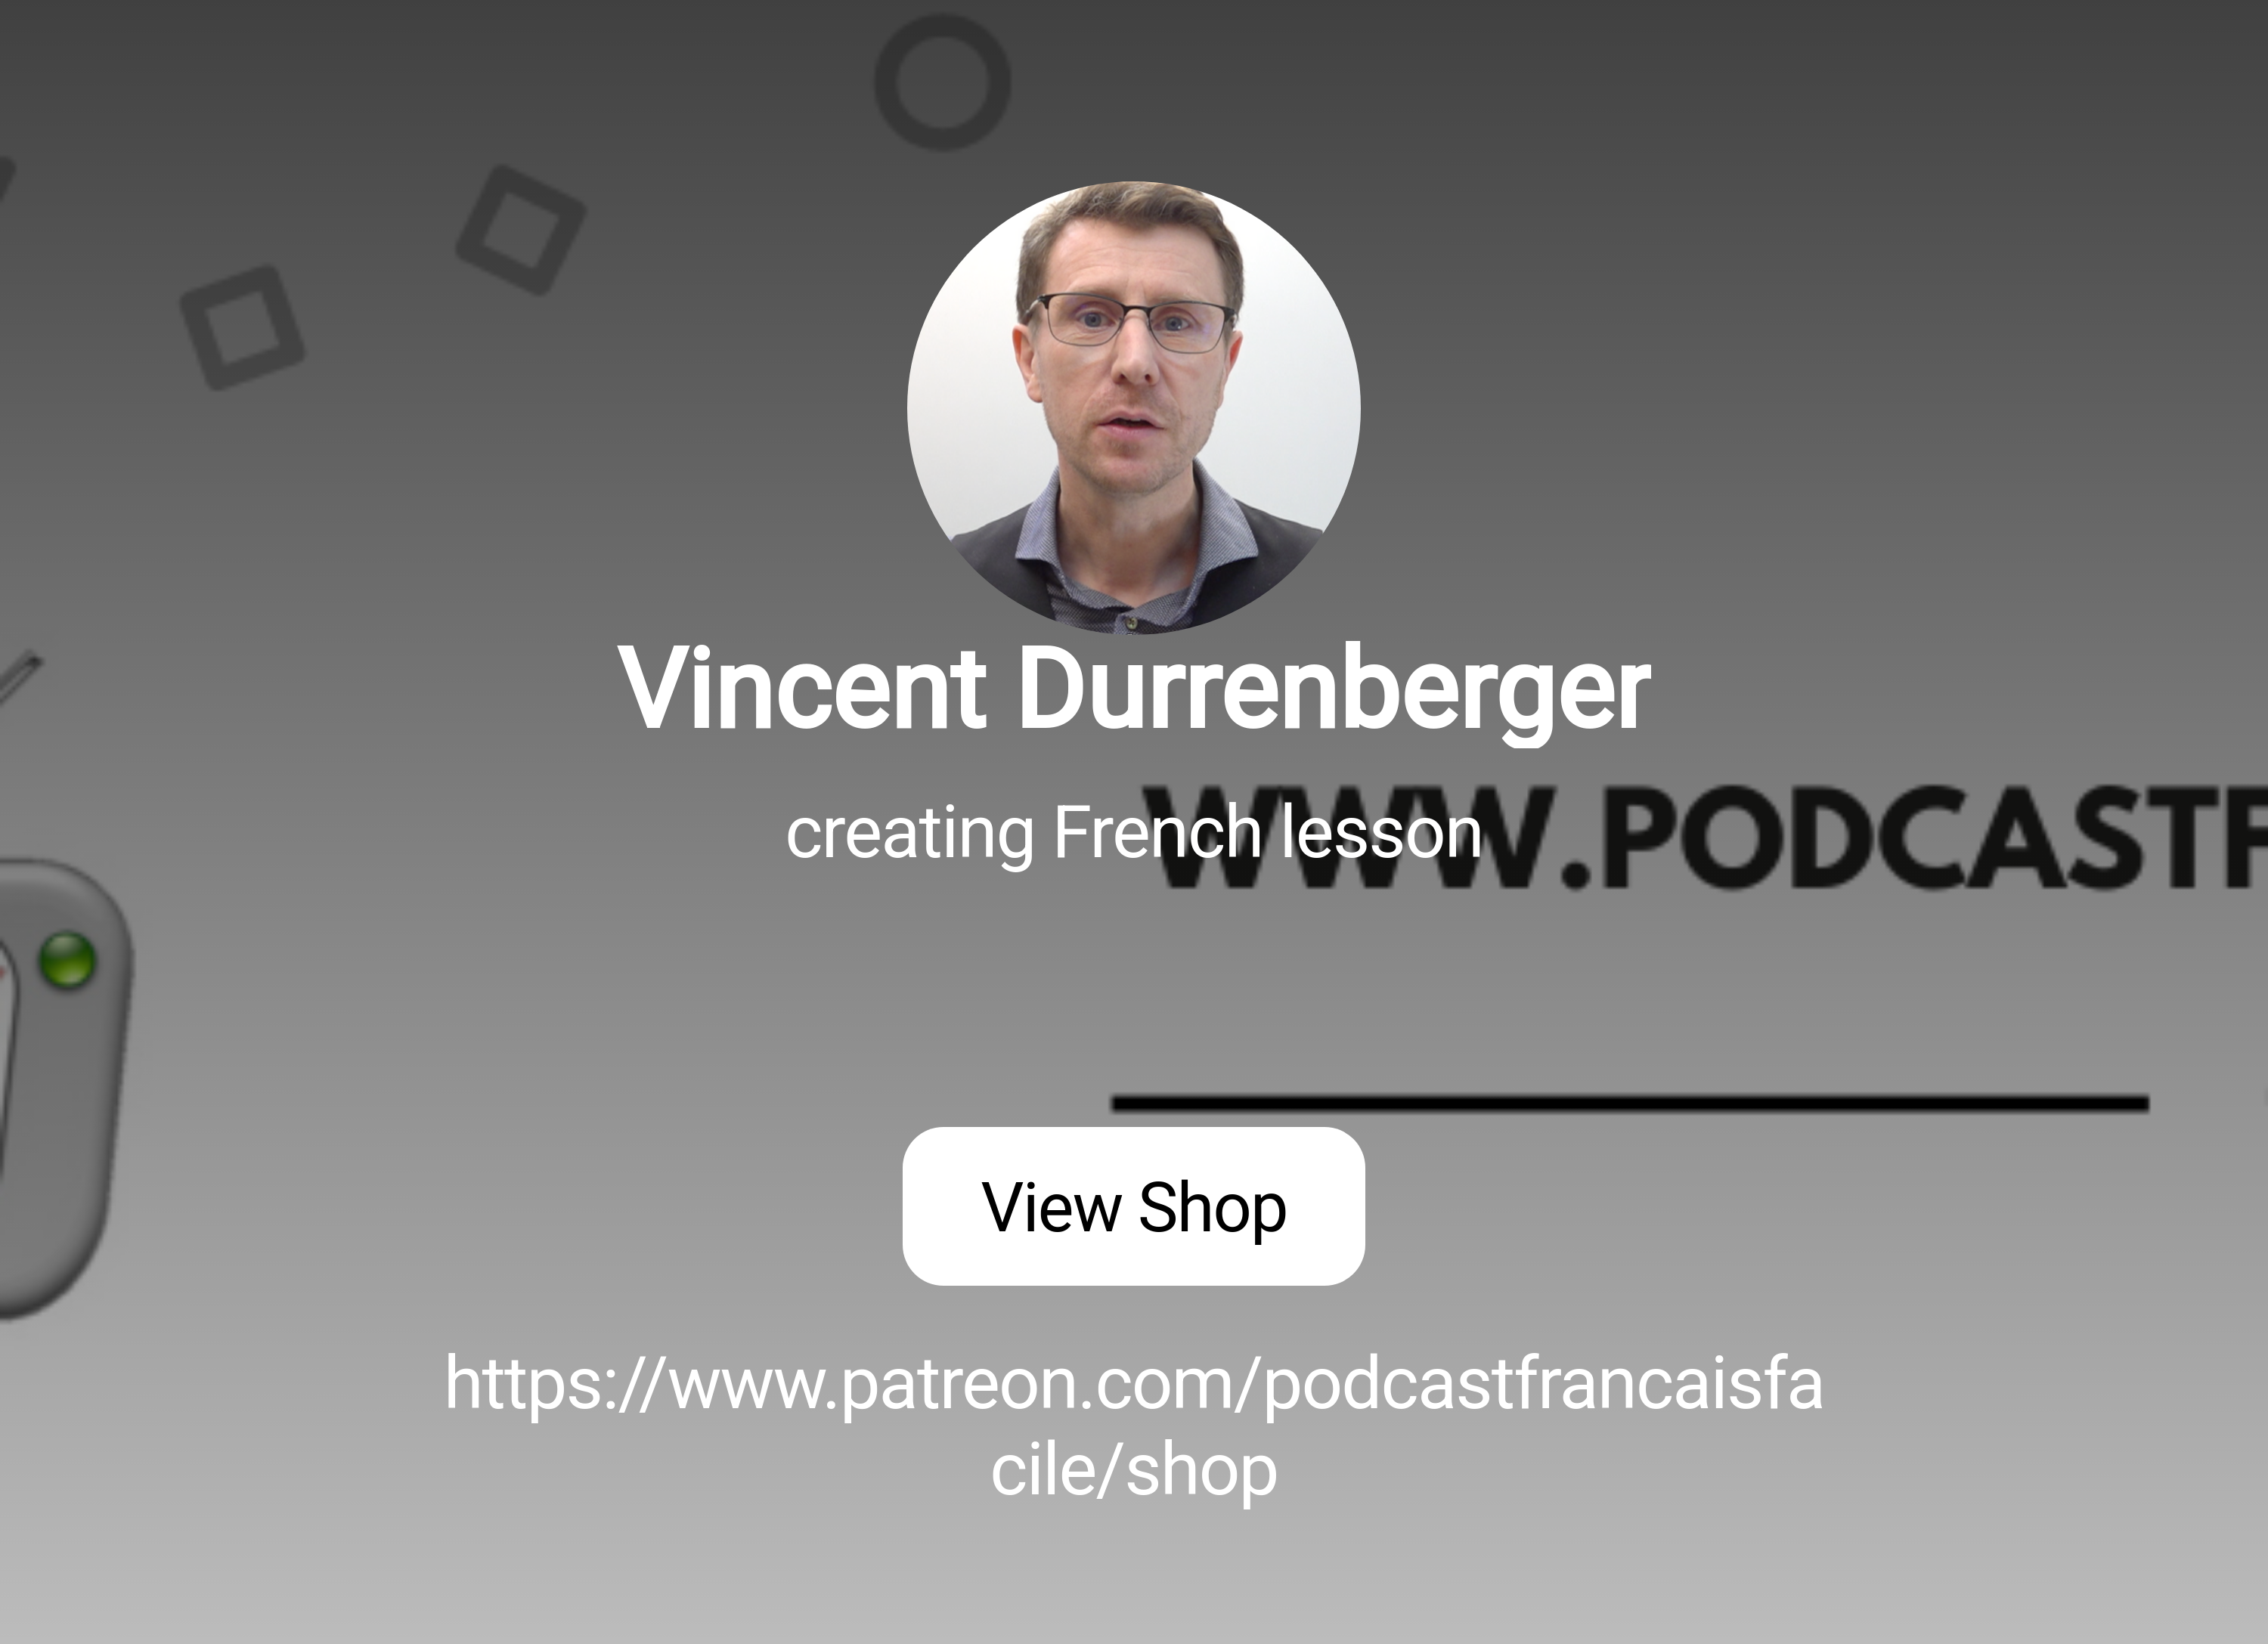 Vincent Durrenberger
creating French lesson
WWW.PODCASTF
View Shop
https://www.patreon.com/podcastfrancaisfa
cile/shop